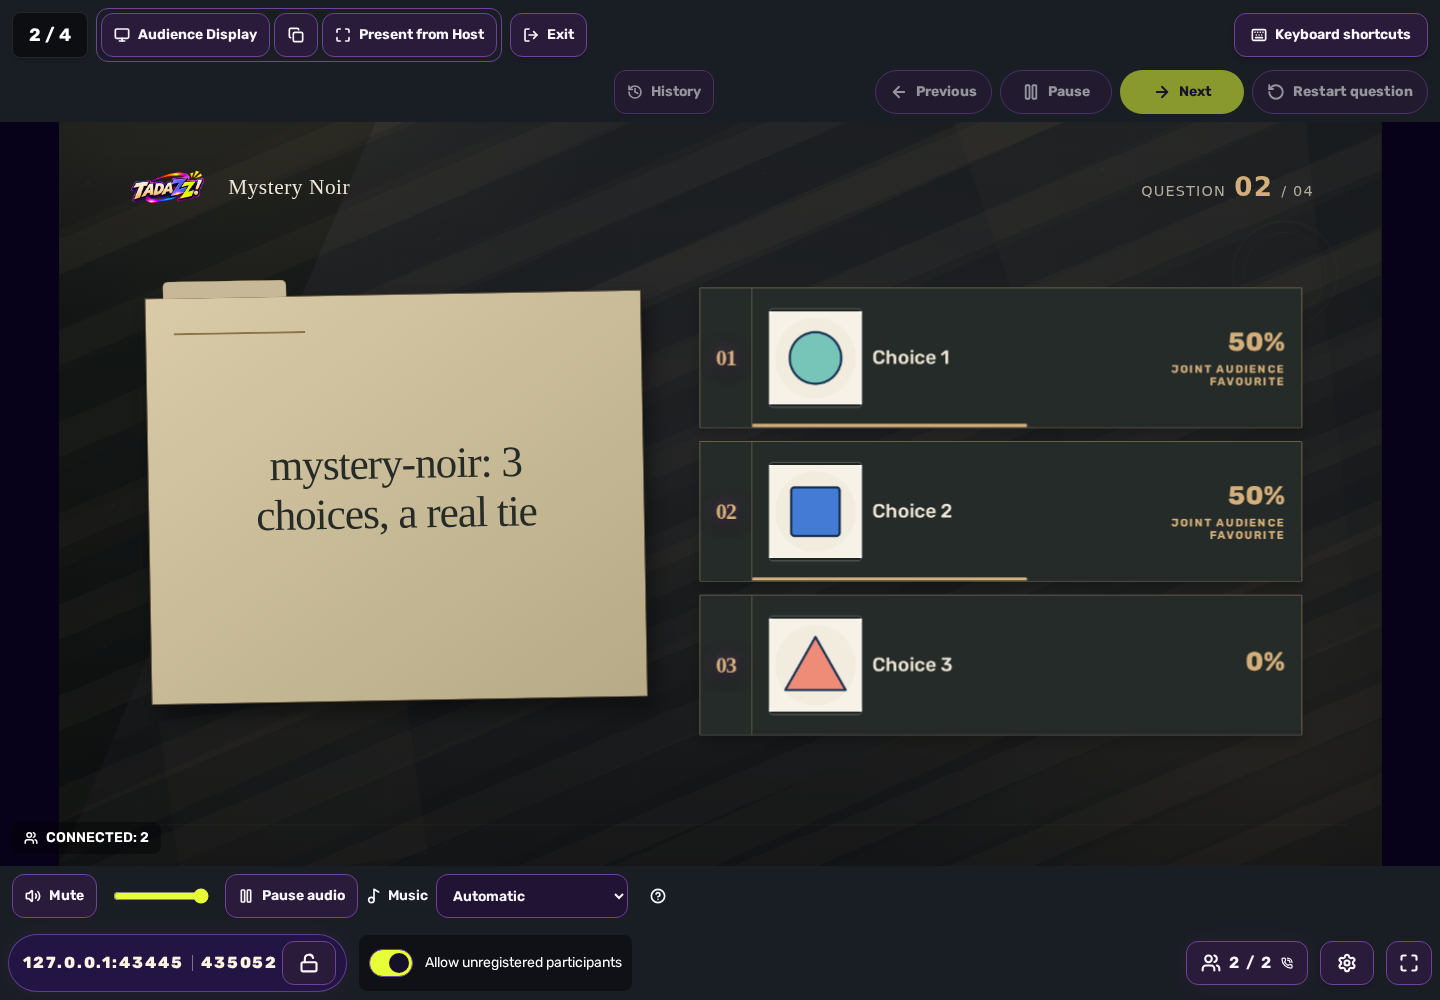 2 / 4
Audience Display
Present from Host
Exit
Keyboard shortcuts
History
Previous
Pause
Next
Restart question
TADAZZ!
Mystery Noir
QUESTION 02 / 04
mystery-noir: 3
choices, a real tie
01
Choice 1
50%
JOINT AUDIENCE
FAVOURITE
02
Choice 2
50%
JOINT AUDIENCE
FAVOURITE
03
Choice 3
0%
CONNECTED: 2
Mute
Pause audio
Music
Automatic
127.0.0.1:43445 | 435052
Allow unregistered participants
2 / 2